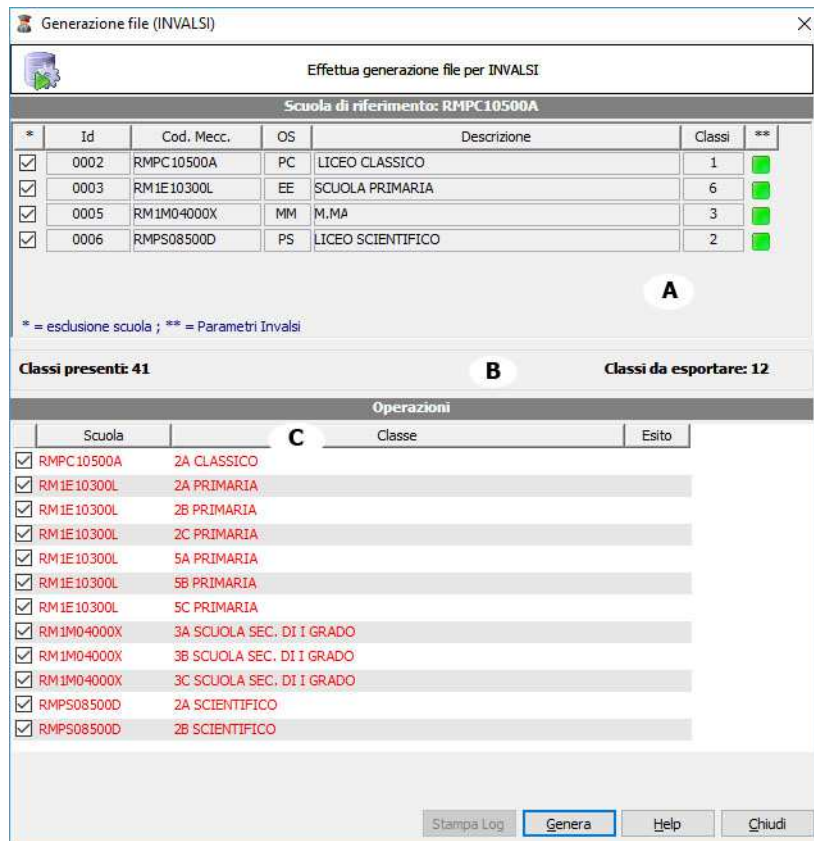 Generazione file (INVALSI)
Effettua generazione file per INVALSI
Scuola di riferimento: RMPC10500A
* Id Cod. Mecc. OS Descrizione Classi **
0002 RMPC10500A PC LICEO CLASSICO 1
0003 RM1E10300L EE SCUOLA PRIMARIA 6
0005 RM1M04000X MM M.MA 3
0006 RMPS08500D PS LICEO SCIENTIFICO 2
A
* = esclusione scuola ; ** = Parametri Invalsi
Classi presenti: 41 B Classi da esportare: 12
Operazioni
Scuola C Classe Esito
RMPC10500A 2A CLASSICO
RM1E10300L 2A PRIMARIA
RM1E10300L 2B PRIMARIA
RM1E10300L 2C PRIMARIA
RM1E10300L 5A PRIMARIA
RM1E10300L 5B PRIMARIA
RM1E10300L 5C PRIMARIA
RM1M04000X 3A SCUOLA SEC. DI I GRADO
RM1M04000X 3B SCUOLA SEC. DI I GRADO
RM1M04000X 3C SCUOLA SEC. DI I GRADO
RMPS08500D 2A SCIENTIFICO
RMPS08500D 2B SCIENTIFICO
Stampa Log Genera Help Chiudi